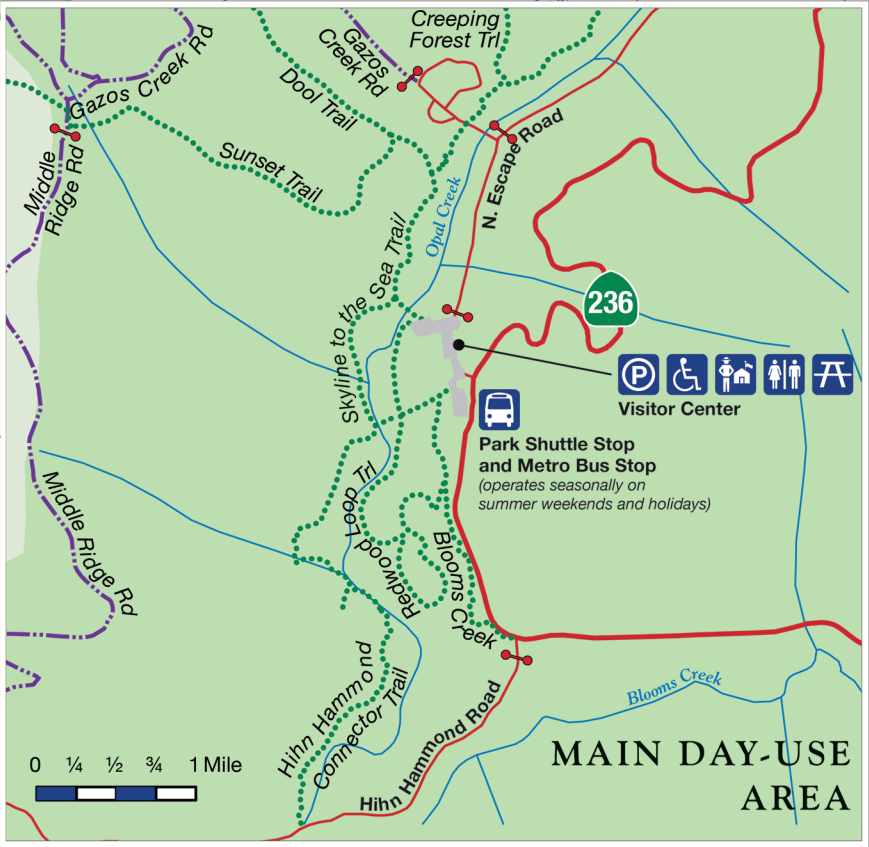 Creeping
Forest Trl
Gazos
Creek Rd
Gazos Creek Rd
Dool Trail
Sunset Trail
Middle
Ridge Rd
N. Escape Road
Opal Creek
Skyline to the Sea Trail
236
P
Visitor Center
Park Shuttle Stop
and Metro Bus Stop
(operates seasonally on
summer weekends and holidays)
Middle Ridge Rd
Redwood Loop Trl
Blooms Creek
Hihn Hammond
Connector Trail
Hihn Hammond Road
Blooms Creek
MAIN DAY-USE
AREA
0 ¼ ½ ¾ 1 Mile